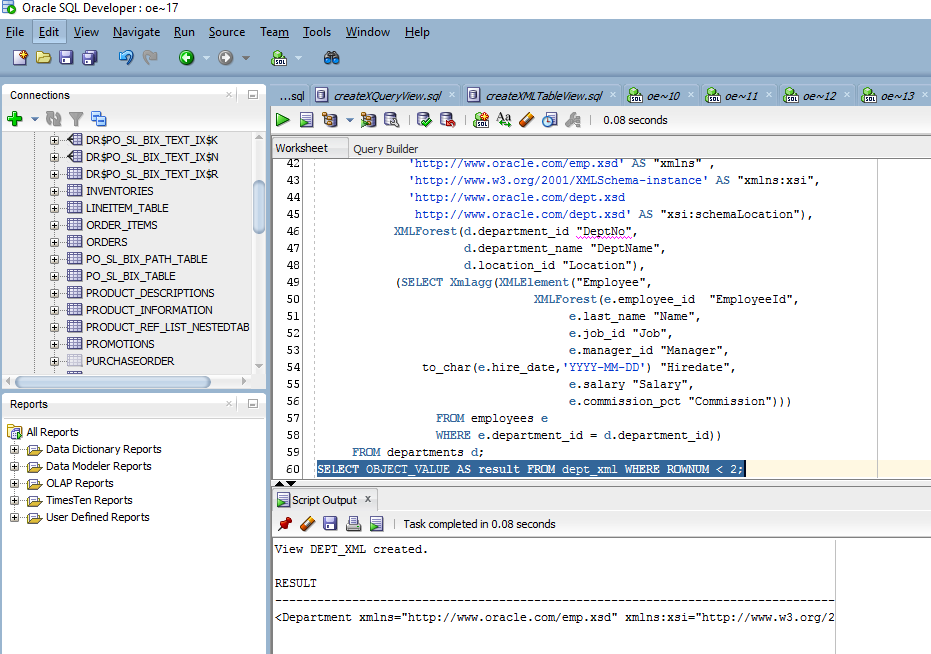 Oracle SQL Developer : oe~17
File Edit View Navigate Run Source Team Tools Window Help
Connections
...sql createXQueryView.sql createXMLTableView.sql oe~10 oe~11 oe~12 oe~13
0.08 seconds
Worksheet Query Builder
DR$PO_SL_BIX_TEXT_IX$K
DR$PO_SL_BIX_TEXT_IX$N
DR$PO_SL_BIX_TEXT_IX$R
INVENTORIES
LINEITEM_TABLE
ORDER_ITEMS
ORDERS
PO_SL_BIX_PATH_TABLE
PO_SL_BIX_TABLE
PRODUCT_DESCRIPTIONS
PRODUCT_INFORMATION
PRODUCT_REF_LIST_NESTEDTAB
PROMOTIONS
PURCHASEORDER
Reports
All Reports
Data Dictionary Reports
Data Modeler Reports
OLAP Reports
TimesTen Reports
User Defined Reports
42 'http://www.oracle.com/emp.xsd' AS "xmlns" ,
43 'http://www.w3.org/2001/XMLSchema-instance' AS "xmlns:xsi",
44 'http://www.oracle.com/dept.xsd
45 http://www.oracle.com/dept.xsd' AS "xsi:schemaLocation"),
46 XMLForest(d.department_id "DeptNo",
47 d.department_name "DeptName",
48 d.location_id "Location"),
49 (SELECT Xmlagg(XMLElement("Employee",
50 XMLForest(e.employee_id "EmployeeId",
51 e.last_name "Name",
52 e.job_id "Job",
53 e.manager_id "Manager",
54 to_char(e.hire_date,'YYYY-MM-DD') "Hiredate",
55 e.salary "Salary",
56 e.commission_pct "Commission")))
57 FROM employees e
58 WHERE e.department_id = d.department_id))
59 FROM departments d;
60 SELECT OBJECT_VALUE AS result FROM dept_xml WHERE ROWNUM < 2;
Script Output
Task completed in 0.08 seconds
View DEPT_XML created.
RESULT
--------------------------------------------------------------------------------
<Department xmlns="http://www.oracle.com/emp.xsd" xmlns:xsi="http://www.w3.org/2